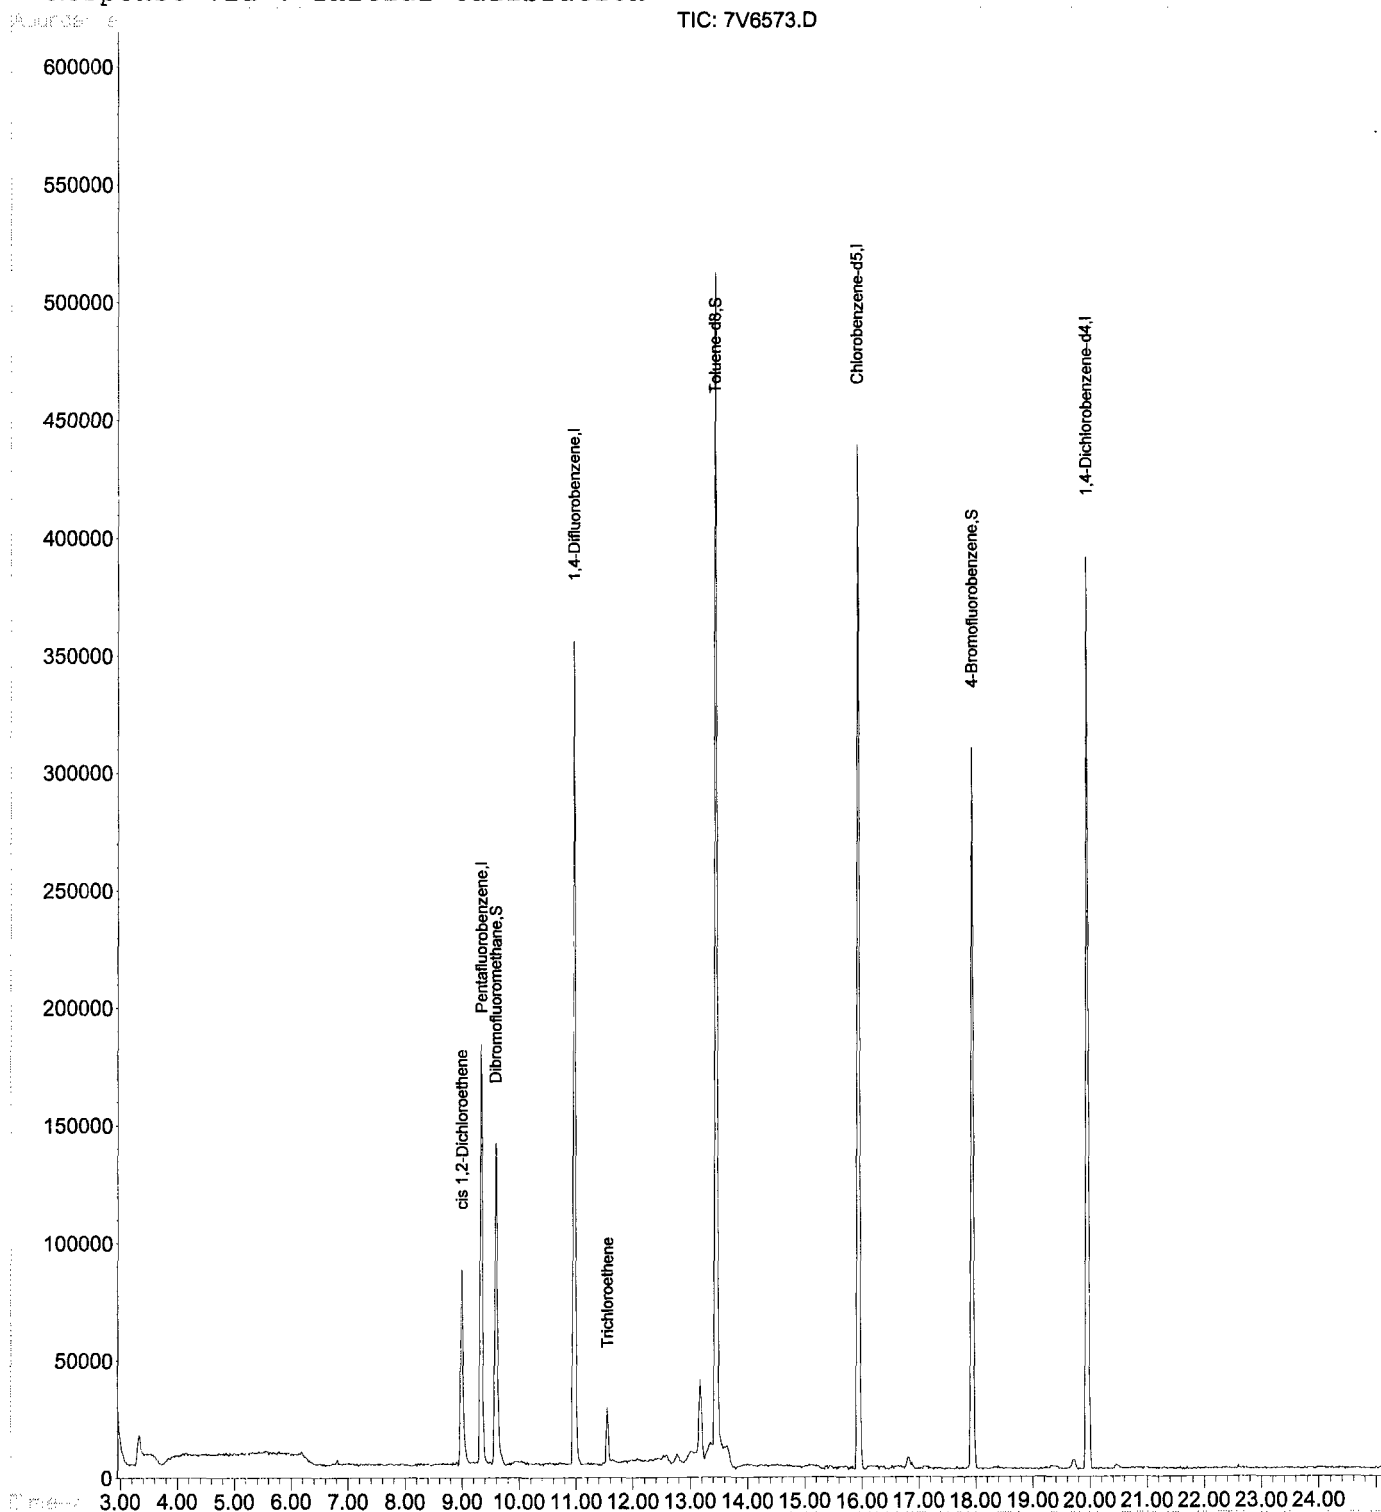 TIC: 7V6573.D
600000
550000
500000
450000
400000
350000
300000
250000
200000
150000
100000
50000
0
cis 1,2-Dichloroethene
Pentafluorobenzene,I
Dibromofluoromethane,S
1,4-Difluorobenzene,I
Trichloroethene
Toluene-d8,S
Chlorobenzene-d5,I
4-Bromofluorobenzene,S
1,4-Dichlorobenzene-d4,I
3.00 4.00 5.00 6.00 7.00 8.00 9.00 10.00 11.00 12.00 13.00 14.00 15.00 16.00 17.00 18.00 19.00 20.00 21.00 22.00 23.00 24.00